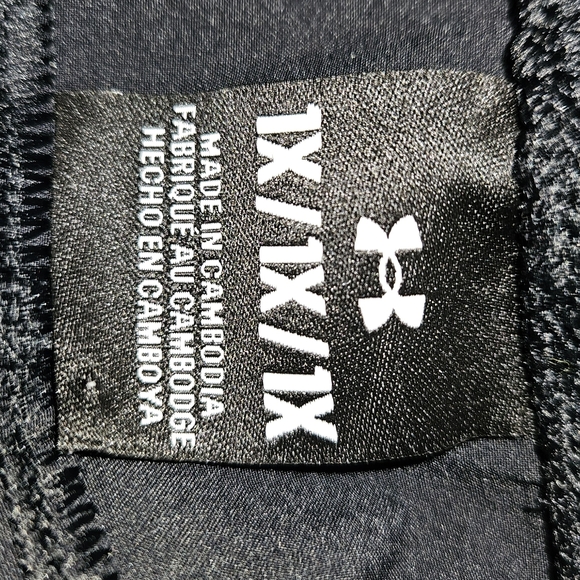 1X/1X/1X
MADE IN CAMBODIA
FABRIQUE AU CAMBODGE
HECHO EN CAMBOYA